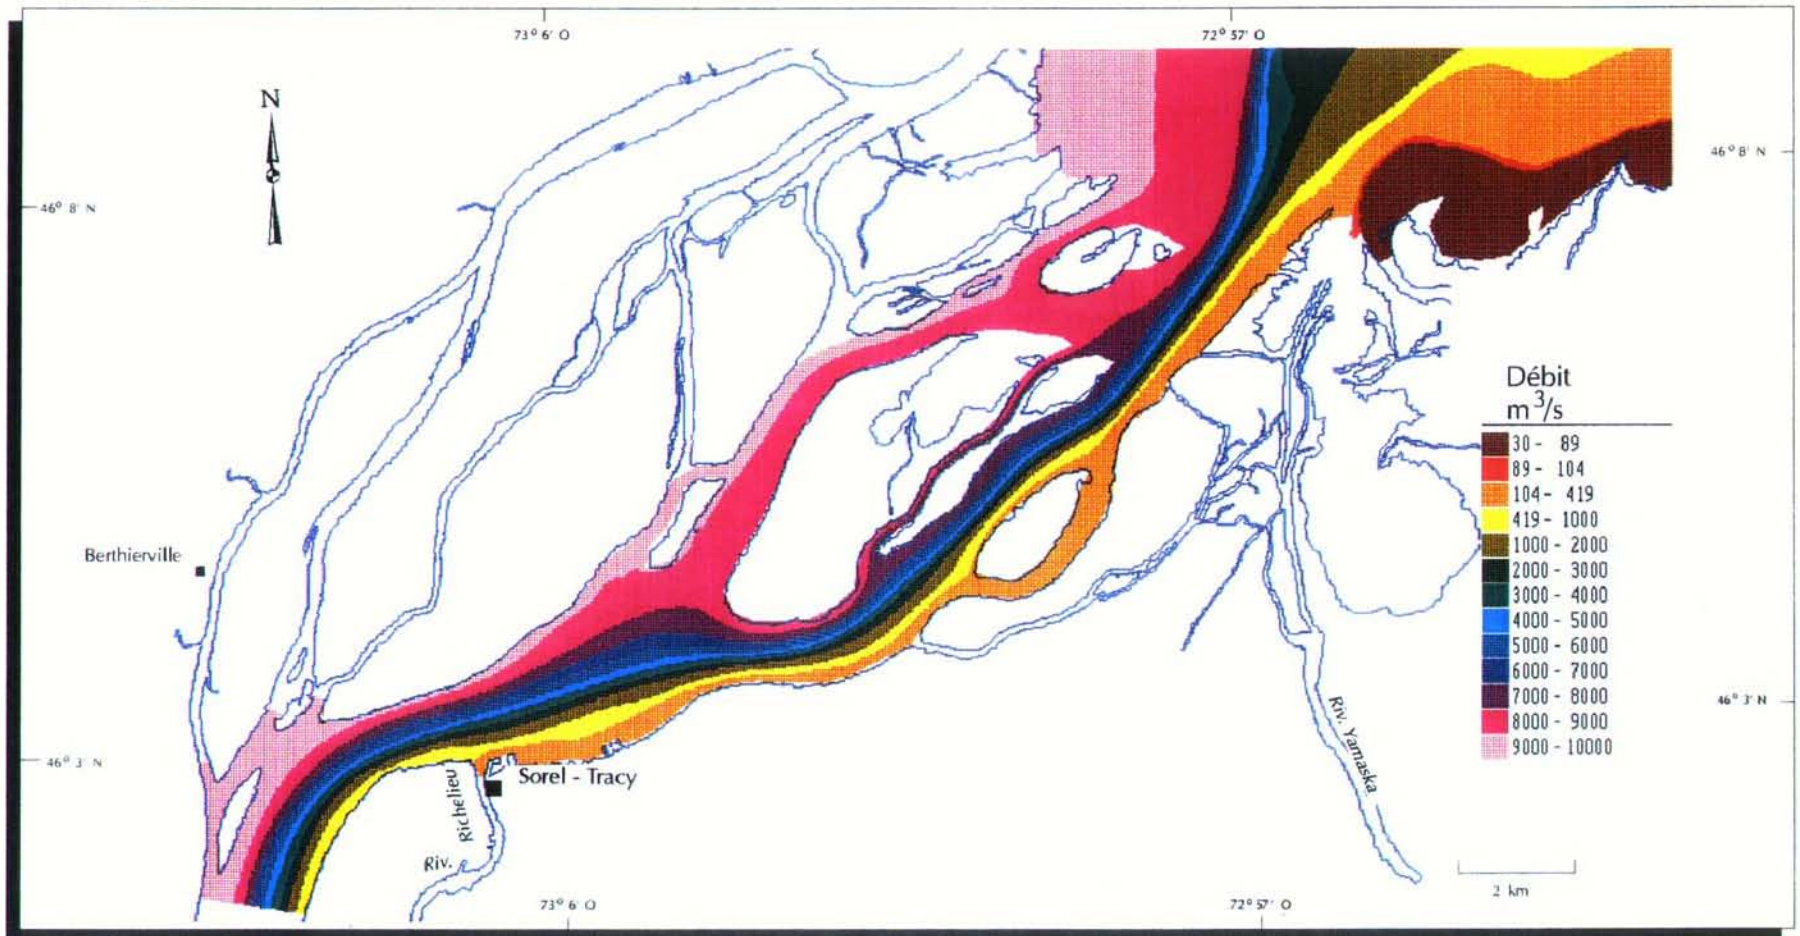 73° 6' O
72° 57' O
N
46° 8' N
46° 8' N
Débit
m³/s
30 - 89
89 - 104
104 - 419
419 - 1000
1000 - 2000
2000 - 3000
3000 - 4000
4000 - 5000
5000 - 6000
6000 - 7000
7000 - 8000
8000 - 9000
9000 - 10000
Berthierville
46° 3' N
46° 3' N
Sorel - Tracy
Riv. Richelieu
Riv. Yamaska
2 km
73° 6' O
72° 57' O